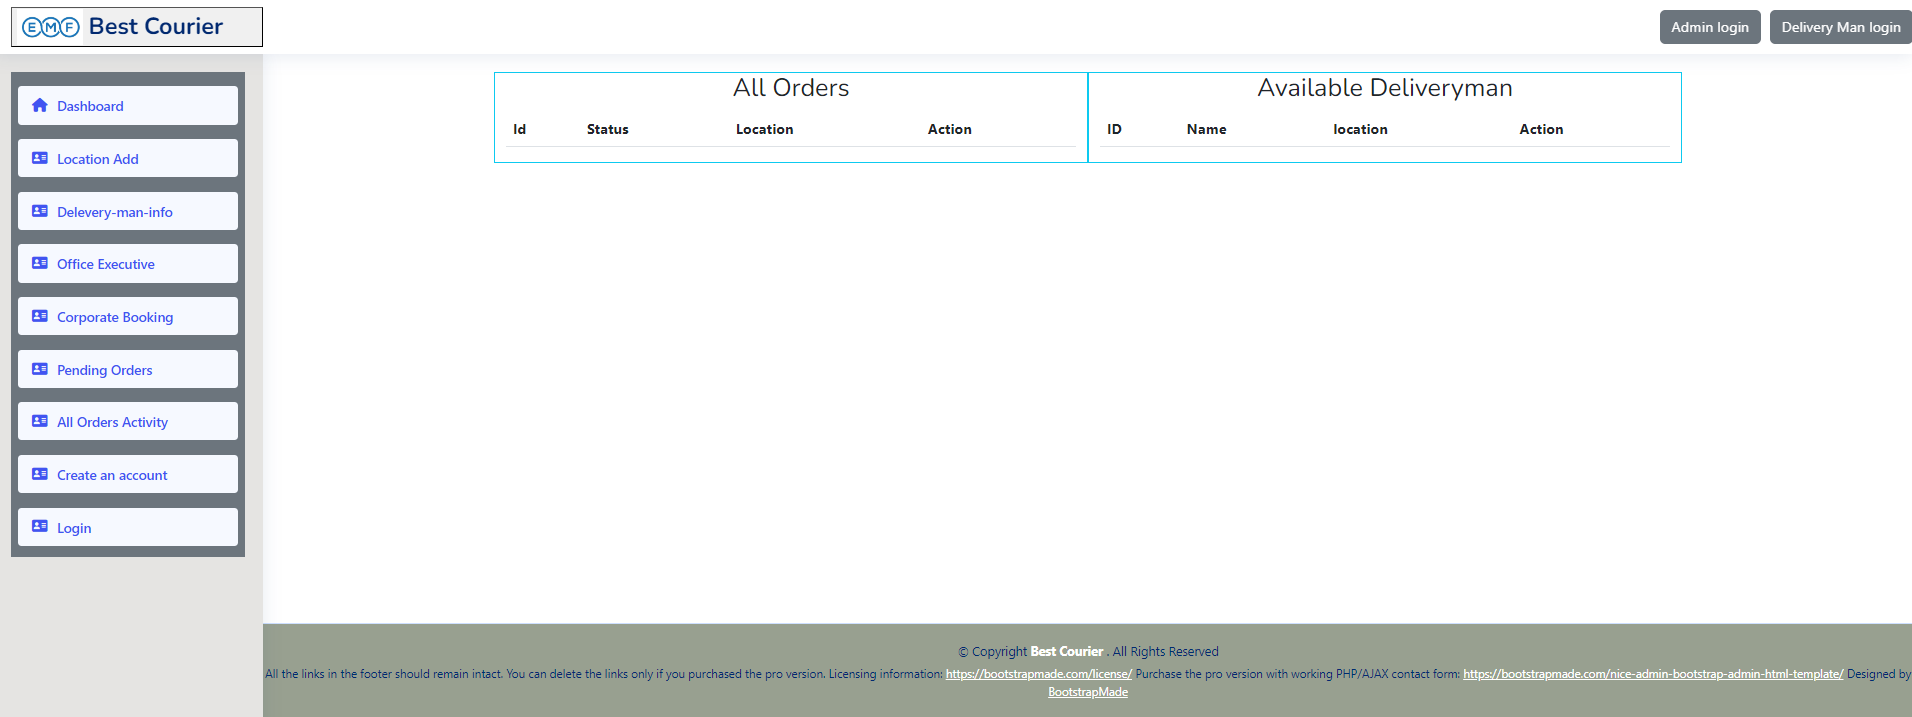 EMF Best Courier
Admin login
Delivery Man login
Dashboard
Location Add
Delevery-man-info
Office Executive
Corporate Booking
Pending Orders
All Orders Activity
Create an account
Login
All Orders
Id Status Location Action
Available Deliveryman
ID Name location Action
© Copyright Best Courier . All Rights Reserved
All the links in the footer should remain intact. You can delete the links only if you purchased the pro version. Licensing information: https://bootstrapmade.com/license/ Purchase the pro version with working PHP/AJAX contact form: https://bootstrapmade.com/nice-admin-bootstrap-admin-html-template/ Designed by
BootstrapMade